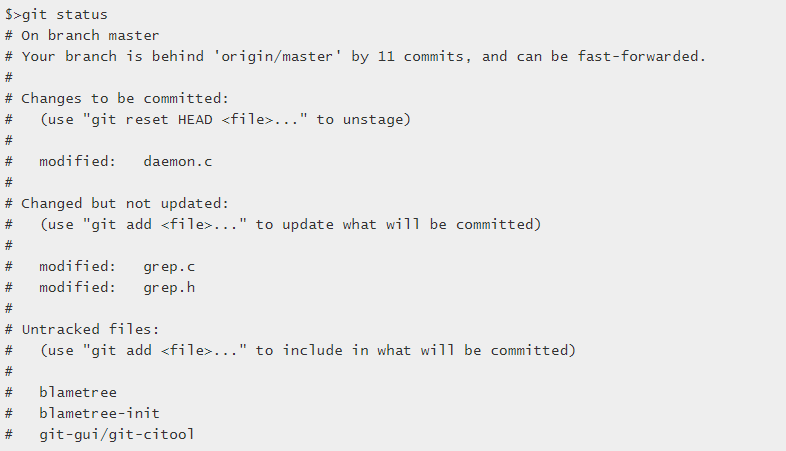 $>git status
# On branch master
# Your branch is behind 'origin/master' by 11 commits, and can be fast-forwarded.
#
# Changes to be committed:
#   (use "git reset HEAD <file>..." to unstage)
#
#   modified:   daemon.c
#
# Changed but not updated:
#   (use "git add <file>..." to update what will be committed)
#
#   modified:   grep.c
#   modified:   grep.h
#
# Untracked files:
#   (use "git add <file>..." to include in what will be committed)
#
#   blametree
#   blametree-init
#   git-gui/git-citool